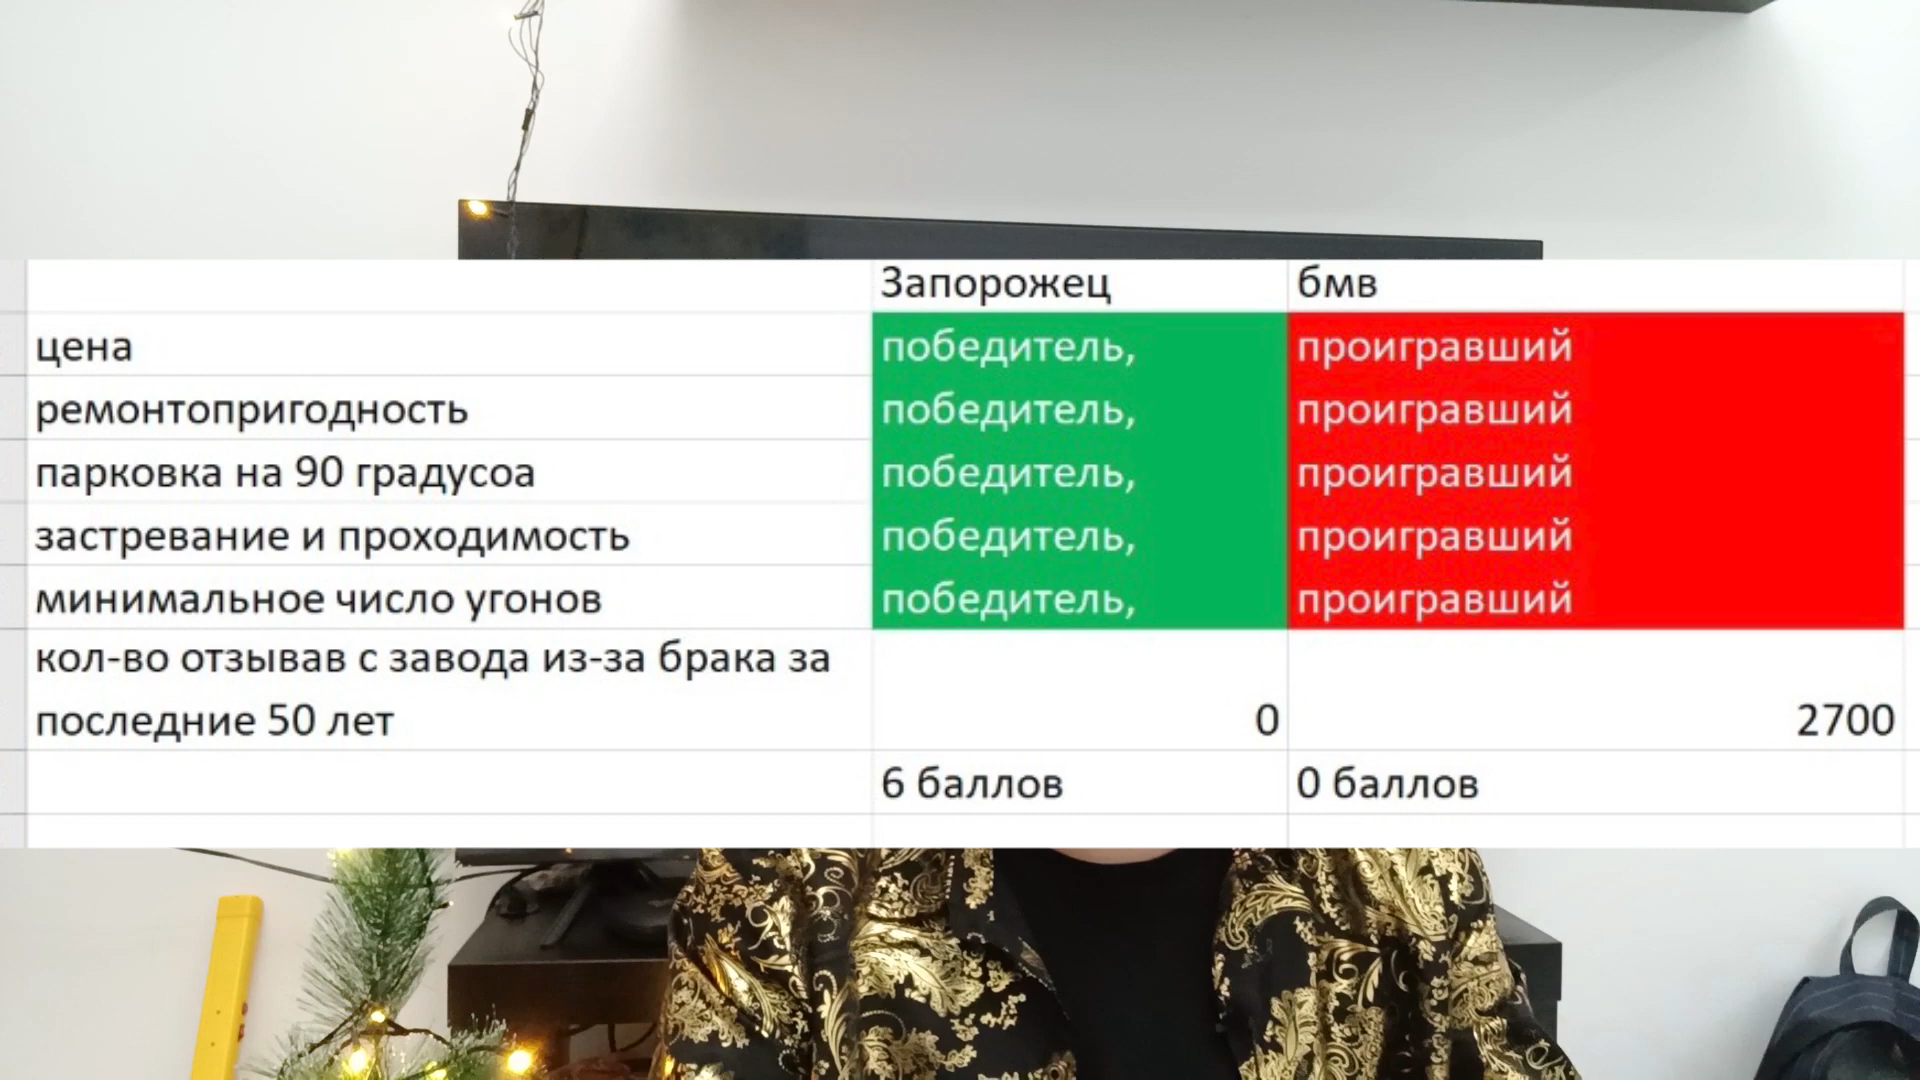 Запорожец бмв
цена победитель, проигравший
ремонтопригодность победитель, проигравший
парковка на 90 градусоа победитель, проигравший
застревание и проходимость победитель, проигравший
минимальное число угонов победитель, проигравший
кол-во отзывав с завода из-за брака за
последние 50 лет 0 2700
6 баллов 0 баллов